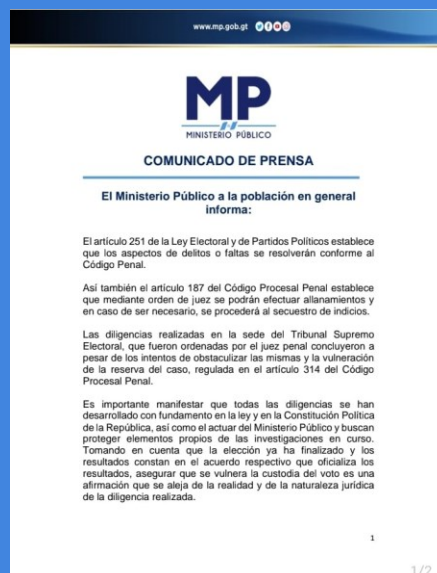 www.mp.gob.gt
MP
MINISTERIO PÚBLICO
COMUNICADO DE PRENSA
El Ministerio Público a la población en general
informa:
El artículo 251 de la Ley Electoral y de Partidos Políticos establece
que los aspectos de delitos o faltas se resolverán conforme al
Código Penal.
Así también el artículo 187 del Código Procesal Penal establece
que mediante orden de juez se podrán efectuar allanamientos y
en caso de ser necesario, se procederá al secuestro de indicios.
Las diligencias realizadas en la sede del Tribunal Supremo
Electoral, que fueron ordenadas por el juez penal concluyeron a
pesar de los intentos de obstaculizar las mismas y la vulneración
de la reserva del caso, regulada en el artículo 314 del Código
Procesal Penal.
Es importante manifestar que todas las diligencias se han
desarrollado con fundamento en la ley y en la Constitución Política
de la República, así como el actuar del Ministerio Público y buscan
proteger elementos propios de las investigaciones en curso.
Tomando en cuenta que la elección ya ha finalizado y los
resultados constan en el acuerdo respectivo que oficializa los
resultados, asegurar que se vulnera la custodia del voto es una
afirmación que se aleja de la realidad y de la naturaleza jurídica
de la diligencia realizada.
1
1/2